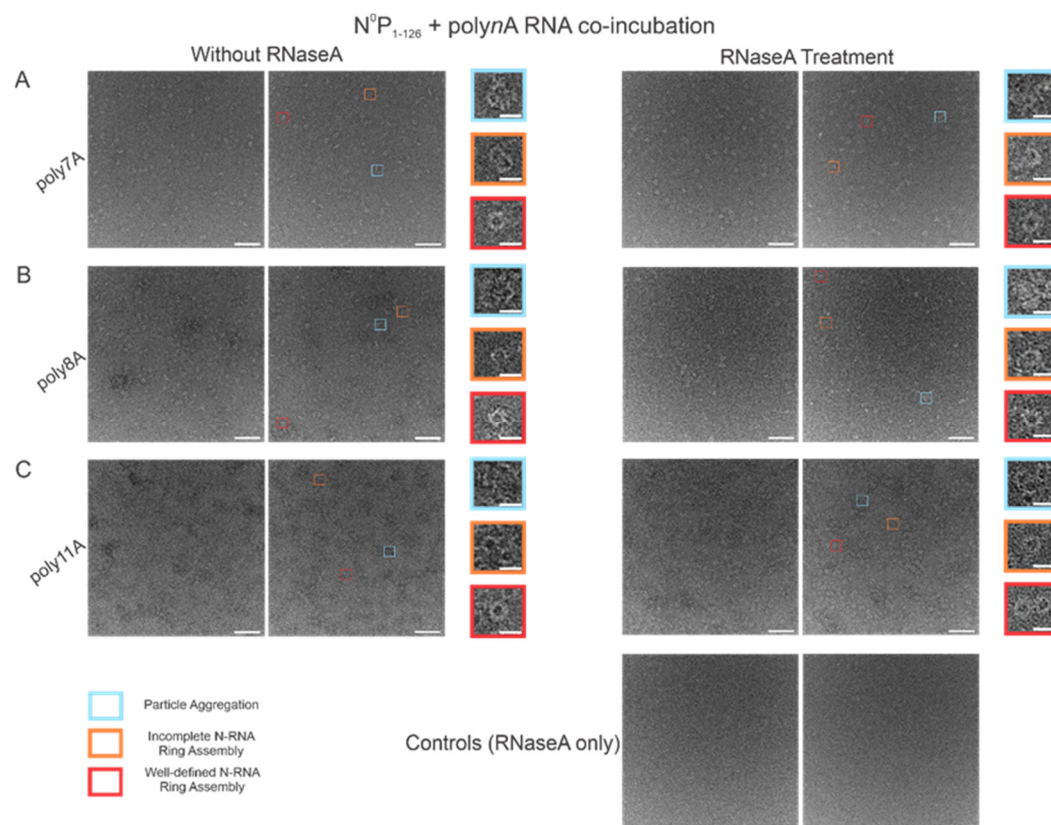 N⁰P₁₋₁₂₆ + polynA RNA co-incubation
Without RNaseA
RNaseA Treatment
A
poly7A
B
poly8A
C
poly11A
Particle Aggregation
Incomplete N-RNA
Ring Assembly
Well-defined N-RNA
Ring Assembly
Controls (RNaseA only)